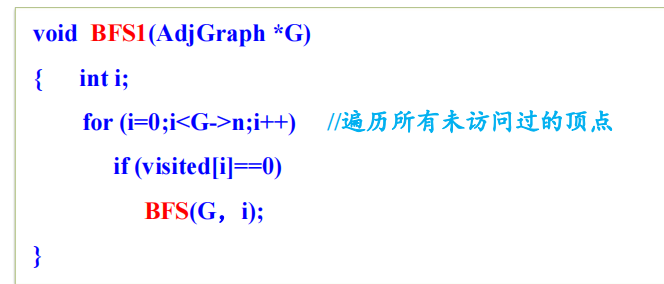 void BFS1(AdjGraph *G)
{ int i;
for (i=0;i<G->n;i++) //遍历所有未访问过的顶点
if (visited[i]==0)
BFS(G，i);
}